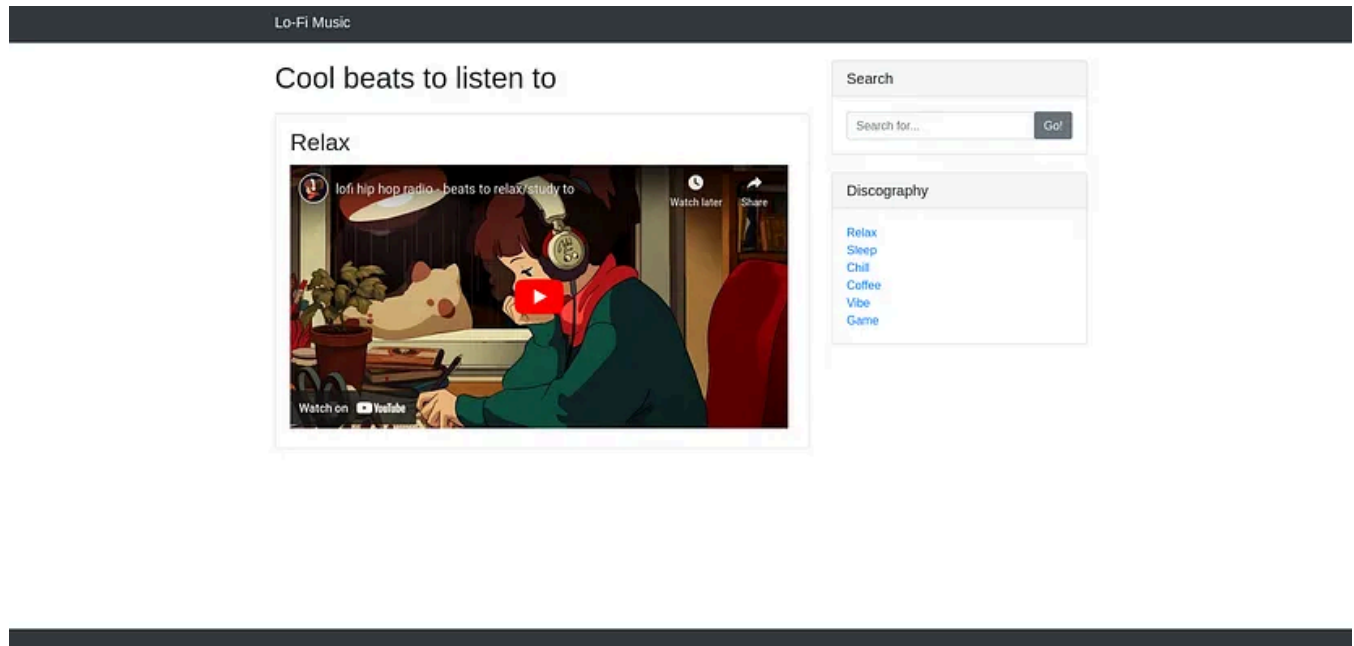 Lo-Fi Music
Cool beats to listen to
Relax
lofi hip hop radio - beats to relax/study to
Watch later
Share
Watch on YouTube
Search
Search for...
Go!
Discography
Relax
Sleep
Chill
Coffee
Vibe
Game